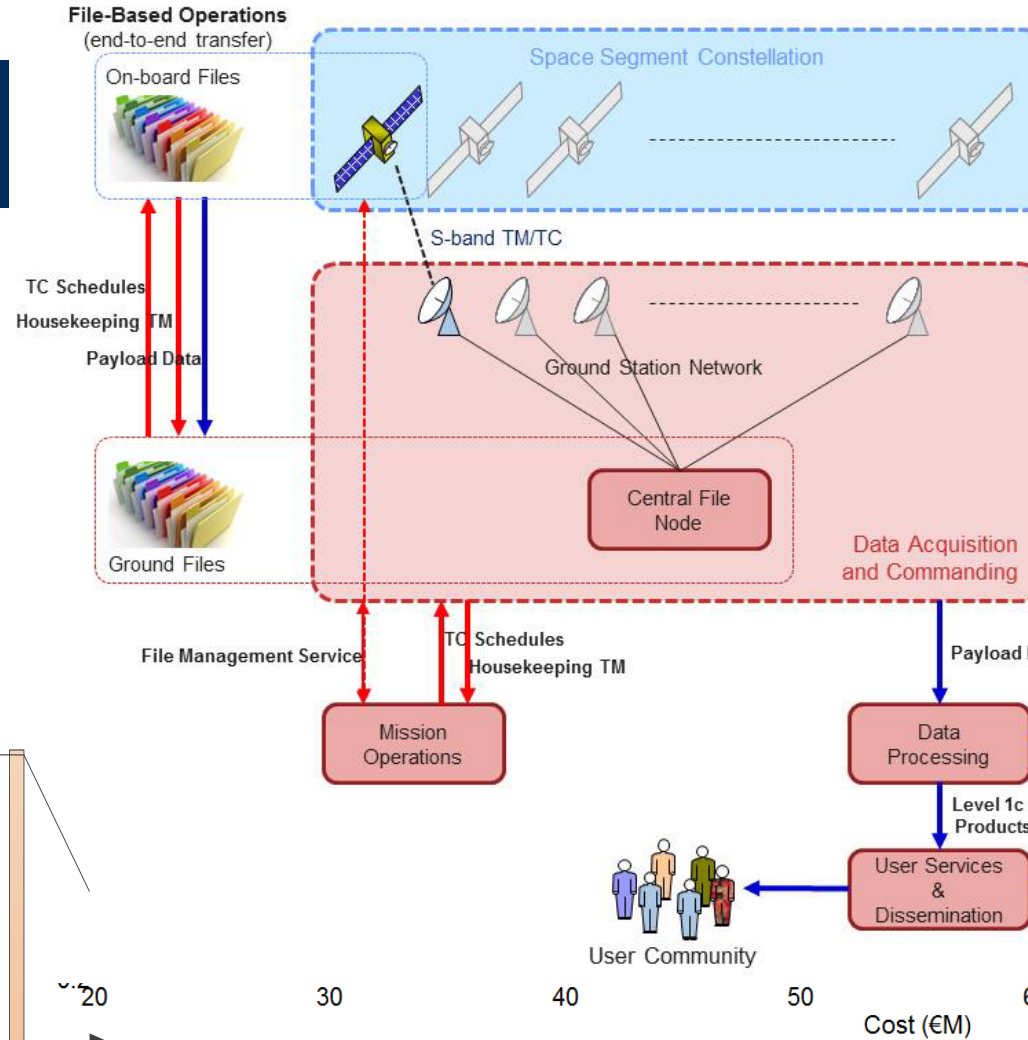 File-Based Operations
(end-to-end transfer)
On-board Files
Space Segment Constellation
S-band TM/TC
TC Schedules
Housekeeping TM
Payload Data
Ground Station Network
Central File
Node
Ground Files
Data Acquisition
and Commanding
File Management Service
TC Schedules
Housekeeping TM
Payload
Mission
Operations
Data
Processing
Level 1c
Products
User Services
&
Dissemination
User Community
20
30
40
50
Cost (€M)